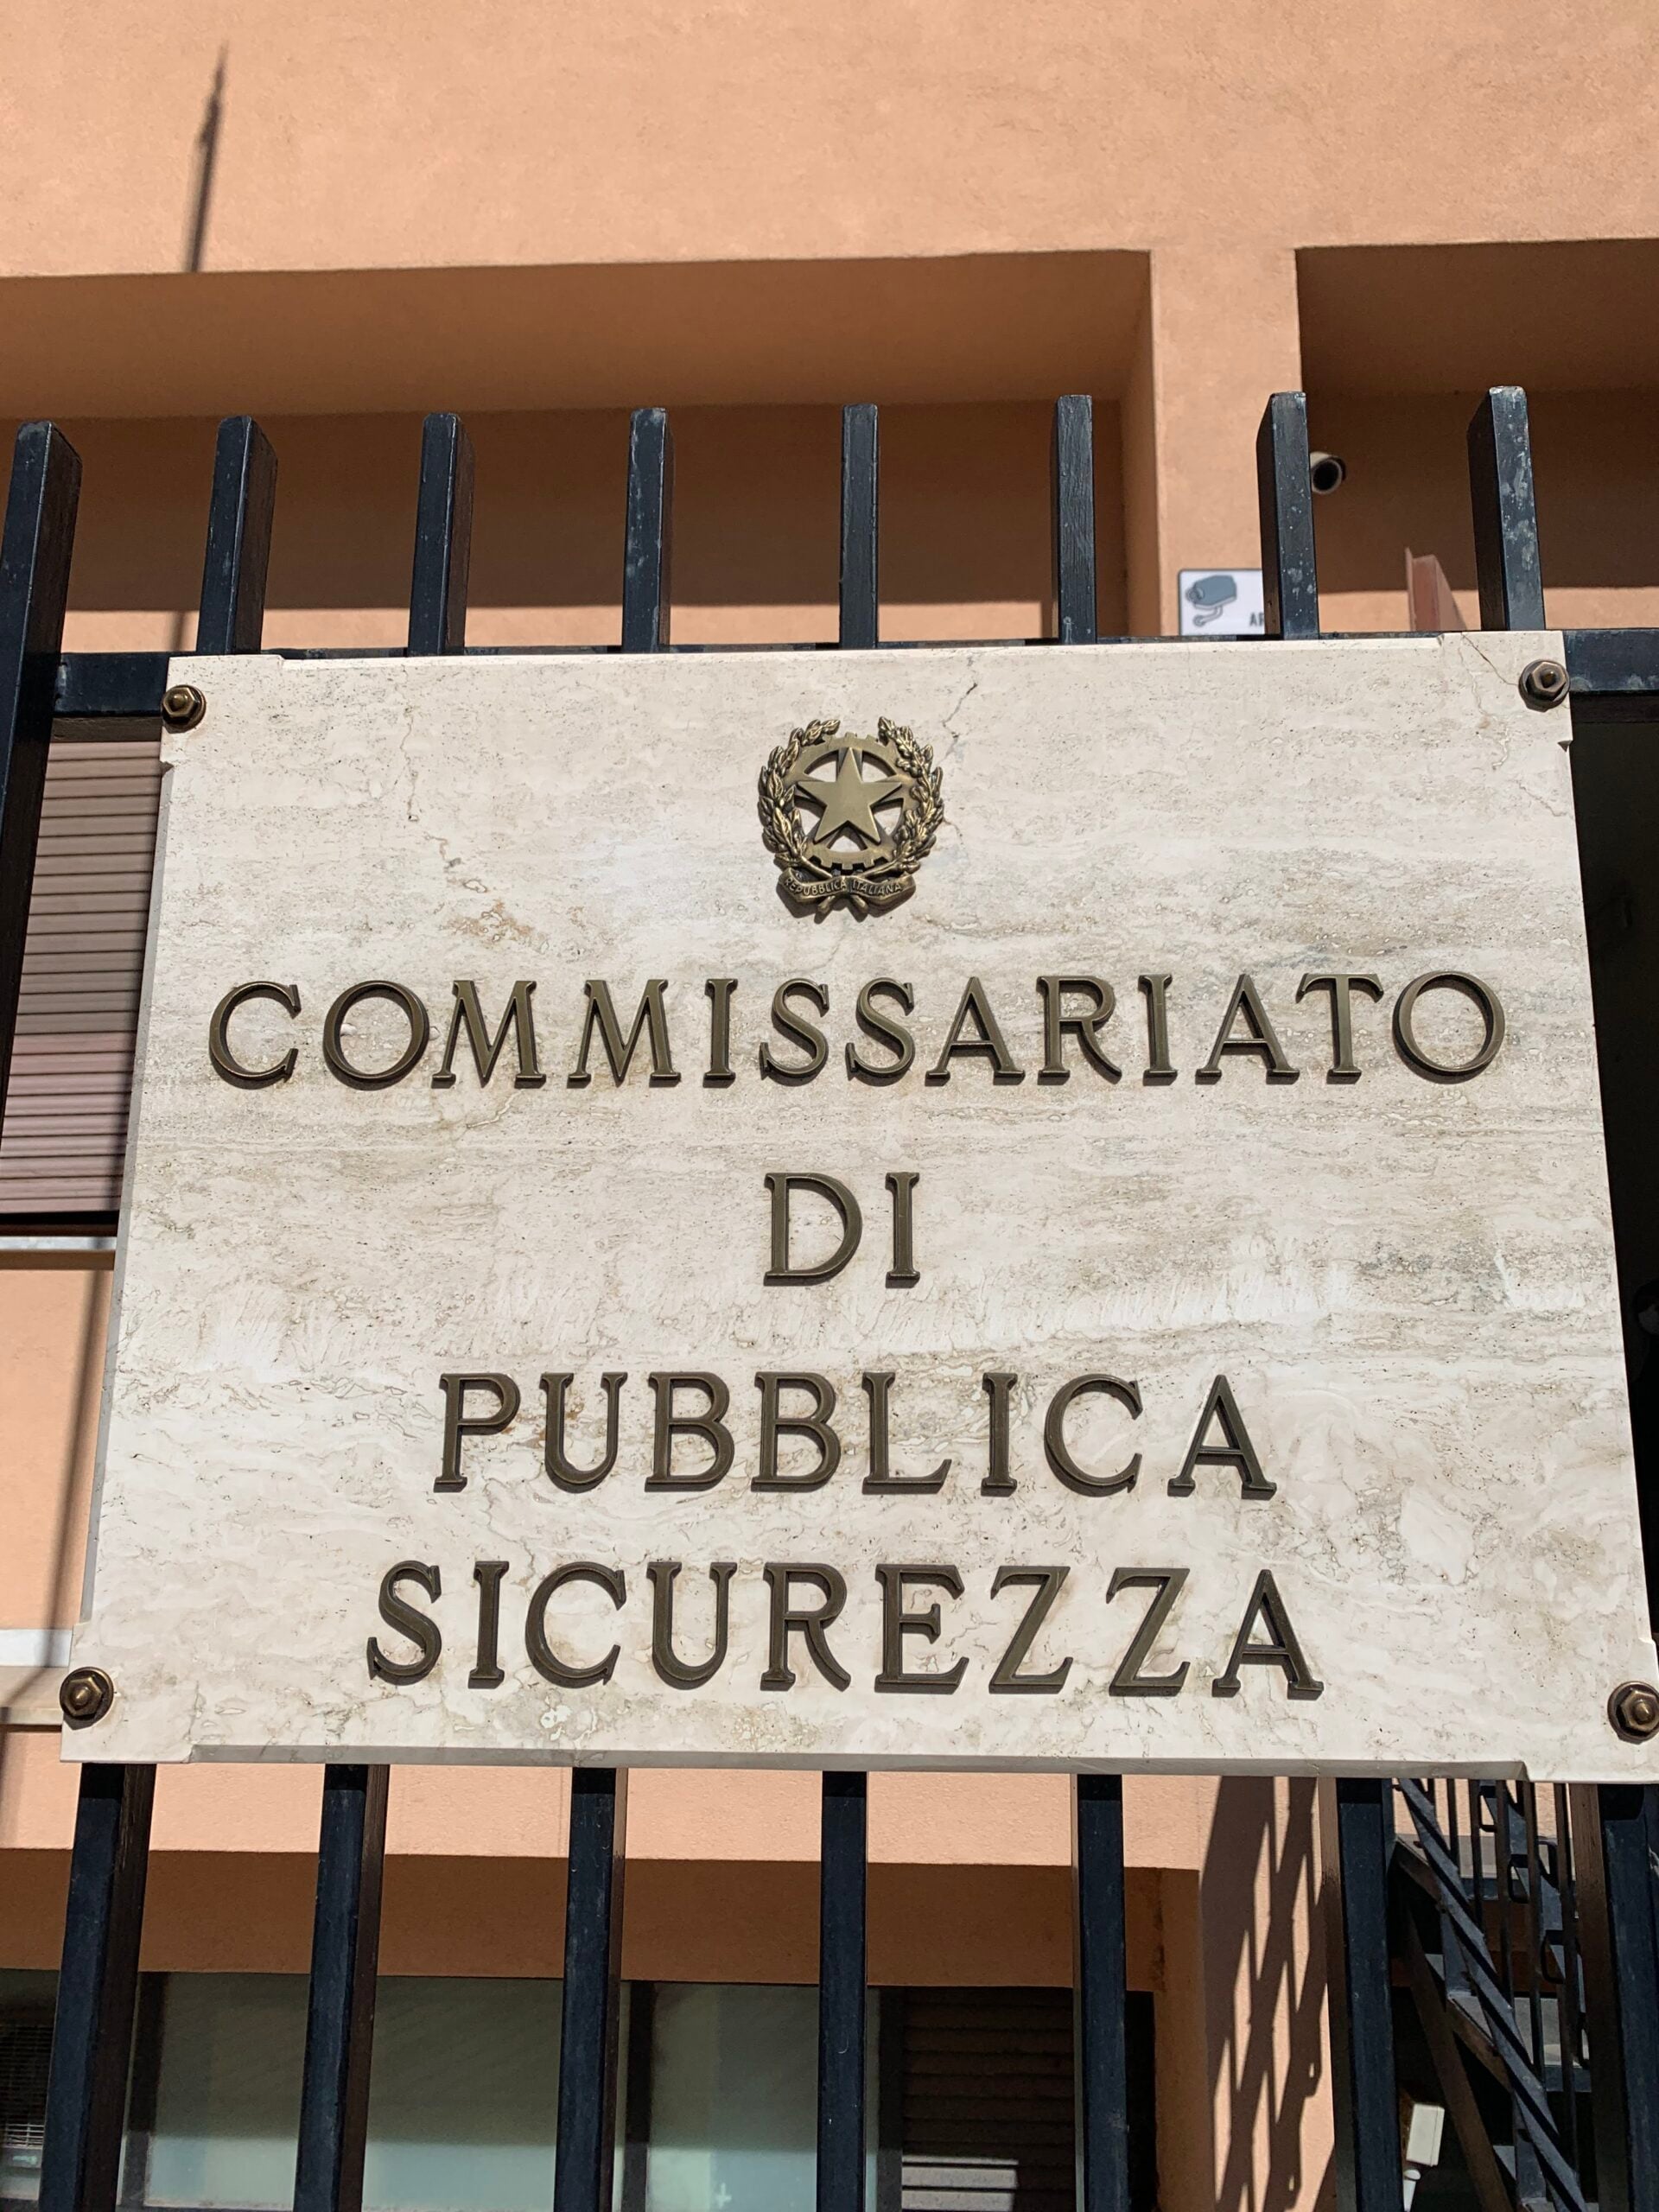 REPUBBLICA ITALIANA
COMMISSARIATO
DI
PUBBLICA
SICUREZZA